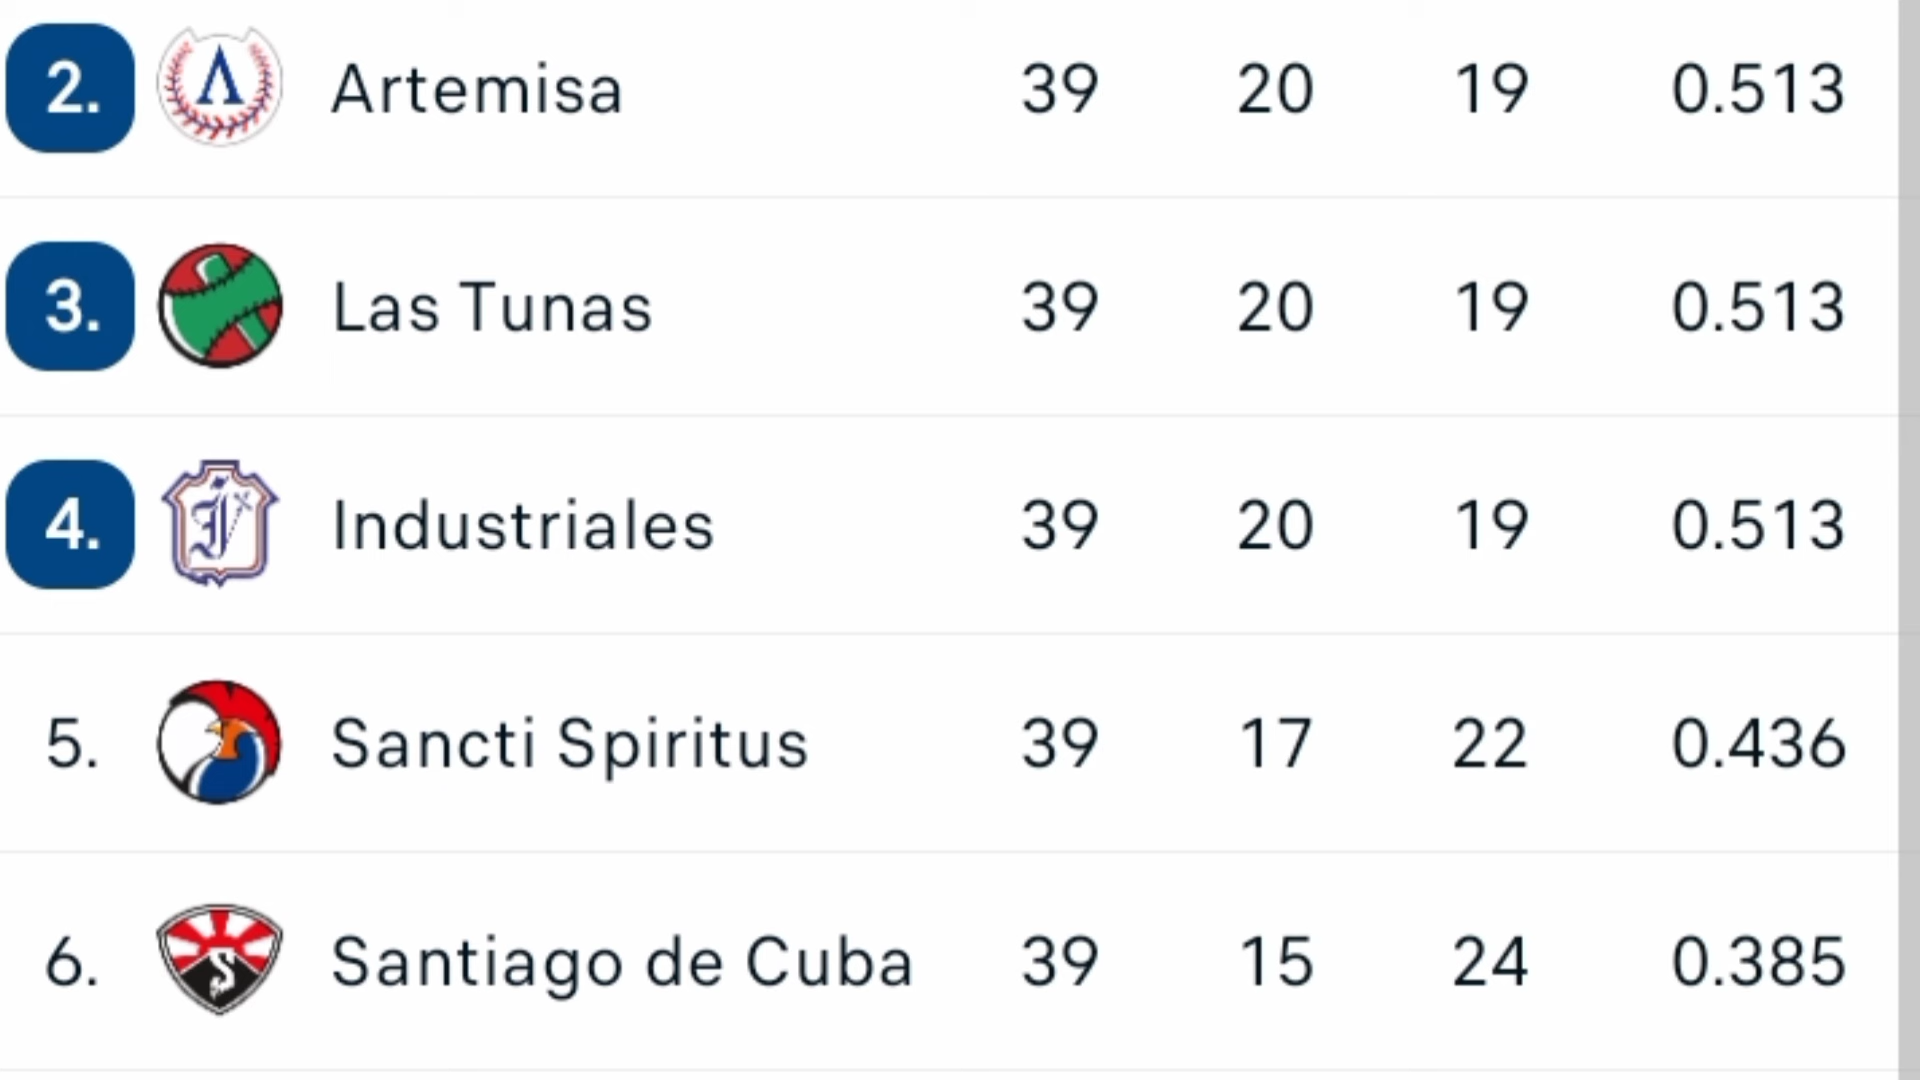 2. Artemisa 39 20 19 0.513
3. Las Tunas 39 20 19 0.513
4. Industriales 39 20 19 0.513
5. Sancti Spiritus 39 17 22 0.436
6. Santiago de Cuba 39 15 24 0.385